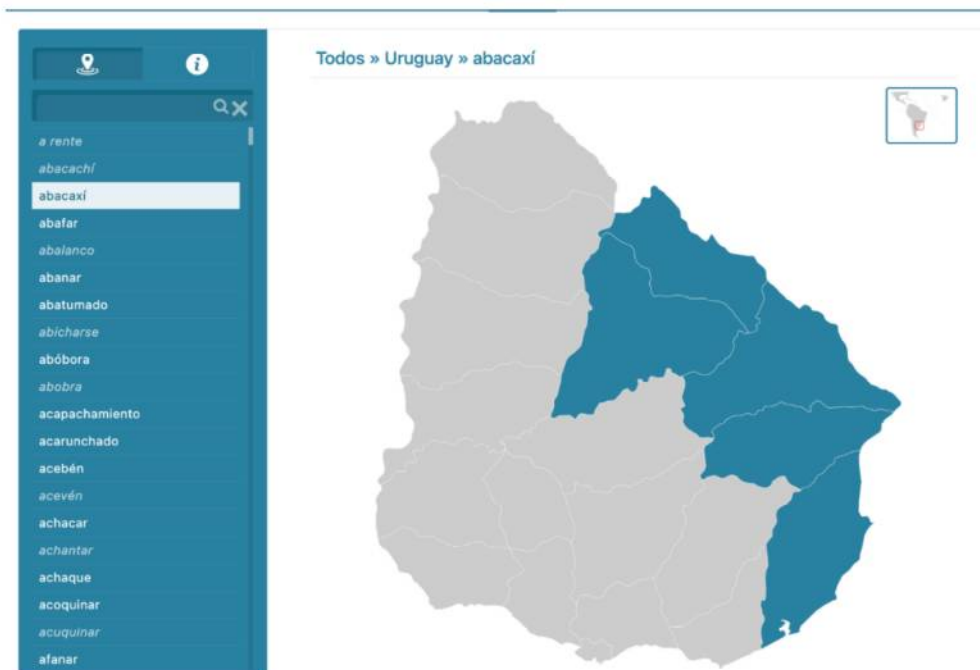 Todos » Uruguay » abacaxí
a rente
abacachí
abacaxí
abafar
abalanco
abanar
abatumado
abicharse
abóbora
abobra
acapachamiento
acarunchado
acebén
acevén
achacar
achantar
achaque
acoquinar
acuquinar
afanar